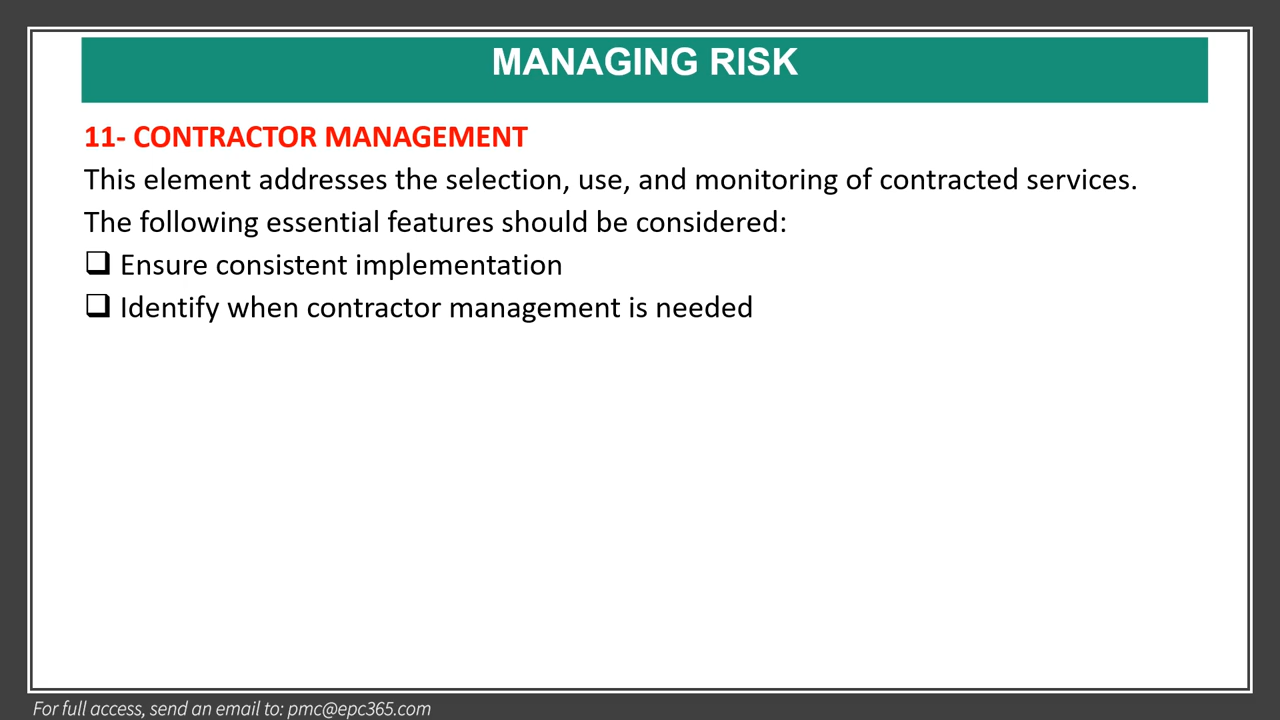 MANAGING RISK
11- CONTRACTOR MANAGEMENT
This element addresses the selection, use, and monitoring of contracted services.
The following essential features should be considered:
❑ Ensure consistent implementation
❑ Identify when contractor management is needed
For full access, send an email to: pmc@epc365.com